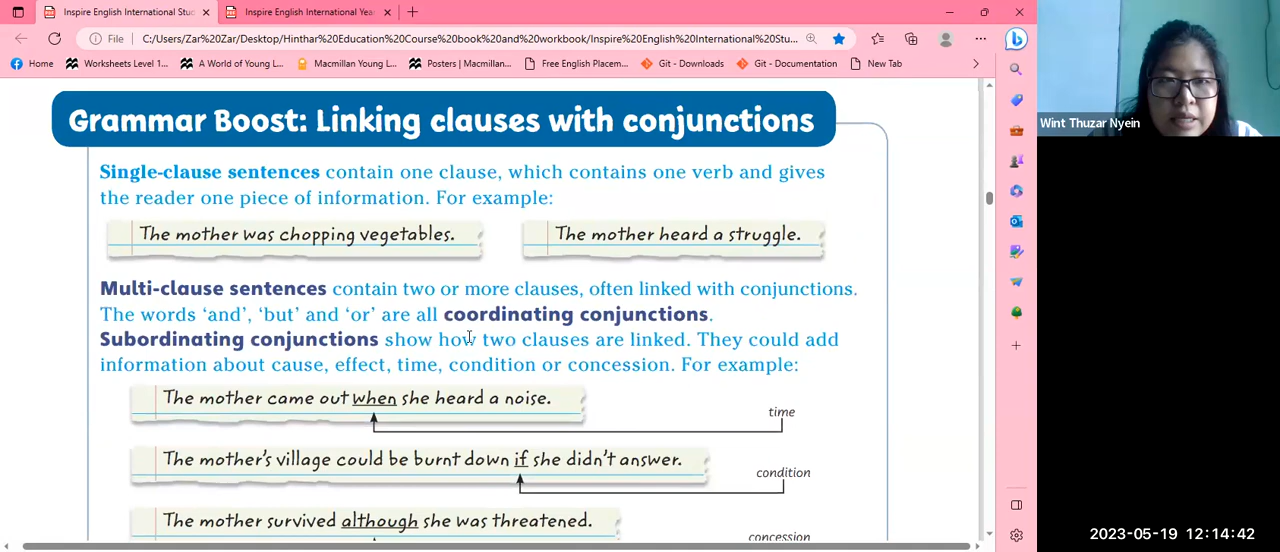 Inspire English International Stud
Inspire English International Yea
File
C:/Users/Zar%20Zar/Desktop/Hinthar%20Education%20Course%20book%20and%20workbook/Inspire%20English%20International%20Stu...
Home
Worksheets Level 1...
A World of Young L...
Macmillan Young L...
Posters | Macmillan...
Free English Placem...
Git - Downloads
Git - Documentation
New Tab
Wint Thuzar Nyein
Grammar Boost: Linking clauses with conjunctions
Single-clause sentences contain one clause, which contains one verb and gives
the reader one piece of information. For example:
The mother was chopping vegetables.
The mother heard a struggle.
Multi-clause sentences contain two or more clauses, often linked with conjunctions.
The words ‘and’, ‘but’ and ‘or’ are all coordinating conjunctions.
Subordinating conjunctions show how two clauses are linked. They could add
information about cause, effect, time, condition or concession. For example:
The mother came out when she heard a noise.
time
The mother's village could be burnt down if she didn't answer.
condition
The mother survived although she was threatened.
concession
2023-05-19 12:14:42